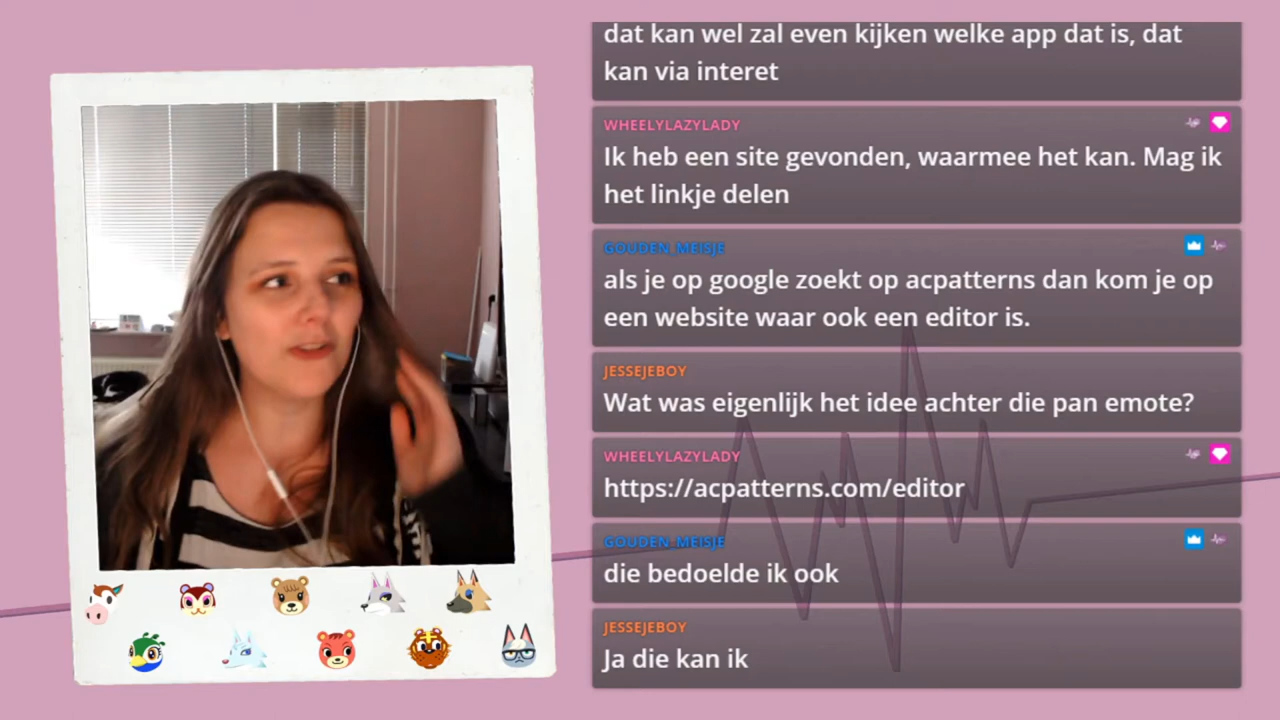 dat kan wel zal even kijken welke app dat is, dat
kan via interet
WHEELYLAZYLADY
Ik heb een site gevonden, waarmee het kan. Mag ik
het linkje delen
GOUDEN_MEISJE
als je op google zoekt op acpatterns dan kom je op
een website waar ook een editor is.
JESSEJEBOY
Wat was eigenlijk het idee achter die pan emote?
WHEELYLAZYLADY
https://acpatterns.com/editor
GOUDEN_MEISJE
die bedoelde ik ook
JESSEJEBOY
Ja die kan ik